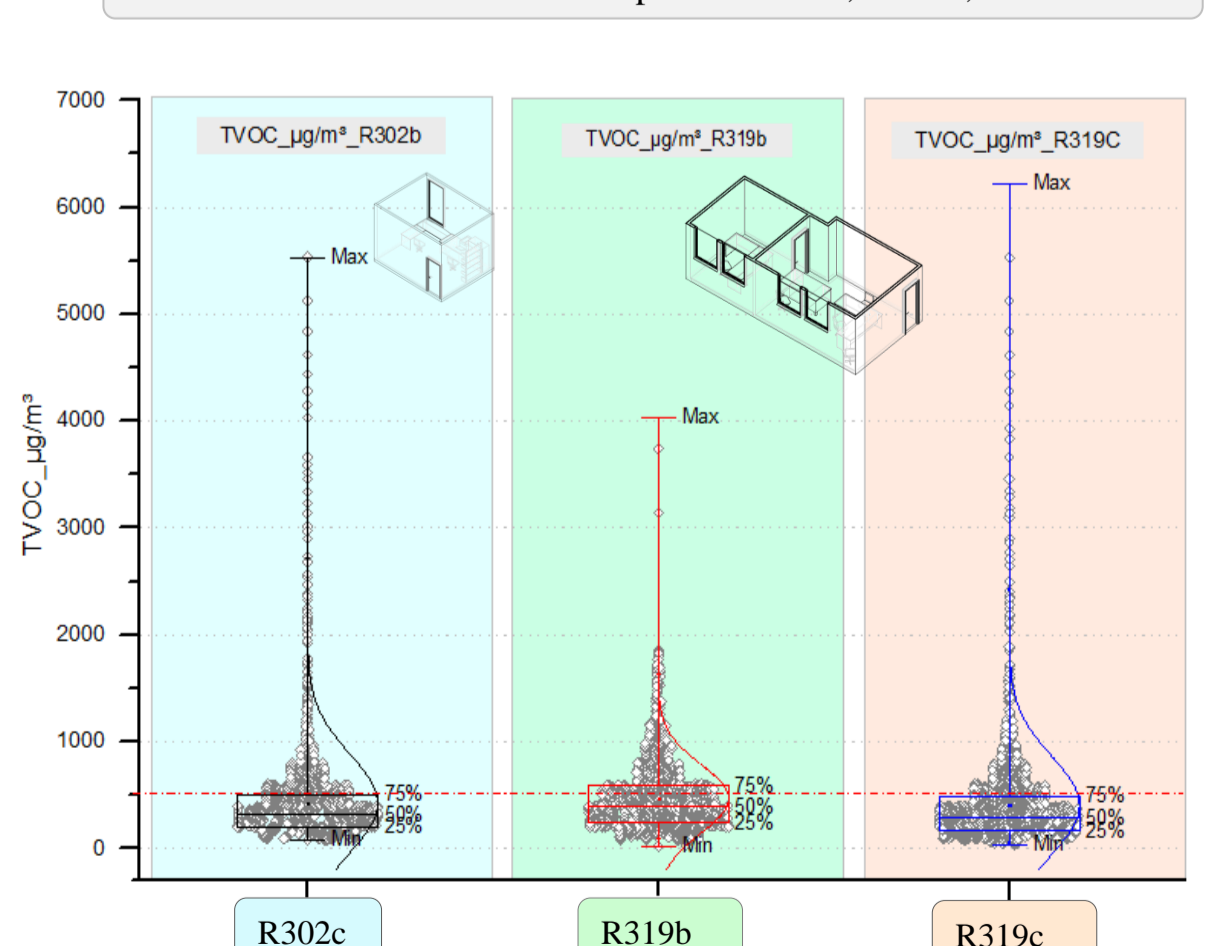 TVOC_µg/m³_R302b
TVOC_µg/m³_R319b
TVOC_µg/m³_R319C
7000
6000
5000
4000
3000
2000
1000
0
TVOC_µg/m³
Max
75%
50%
25%
Min
Max
75%
50%
25%
Min
Max
75%
50%
25%
Min
R302c
R319b
R319c